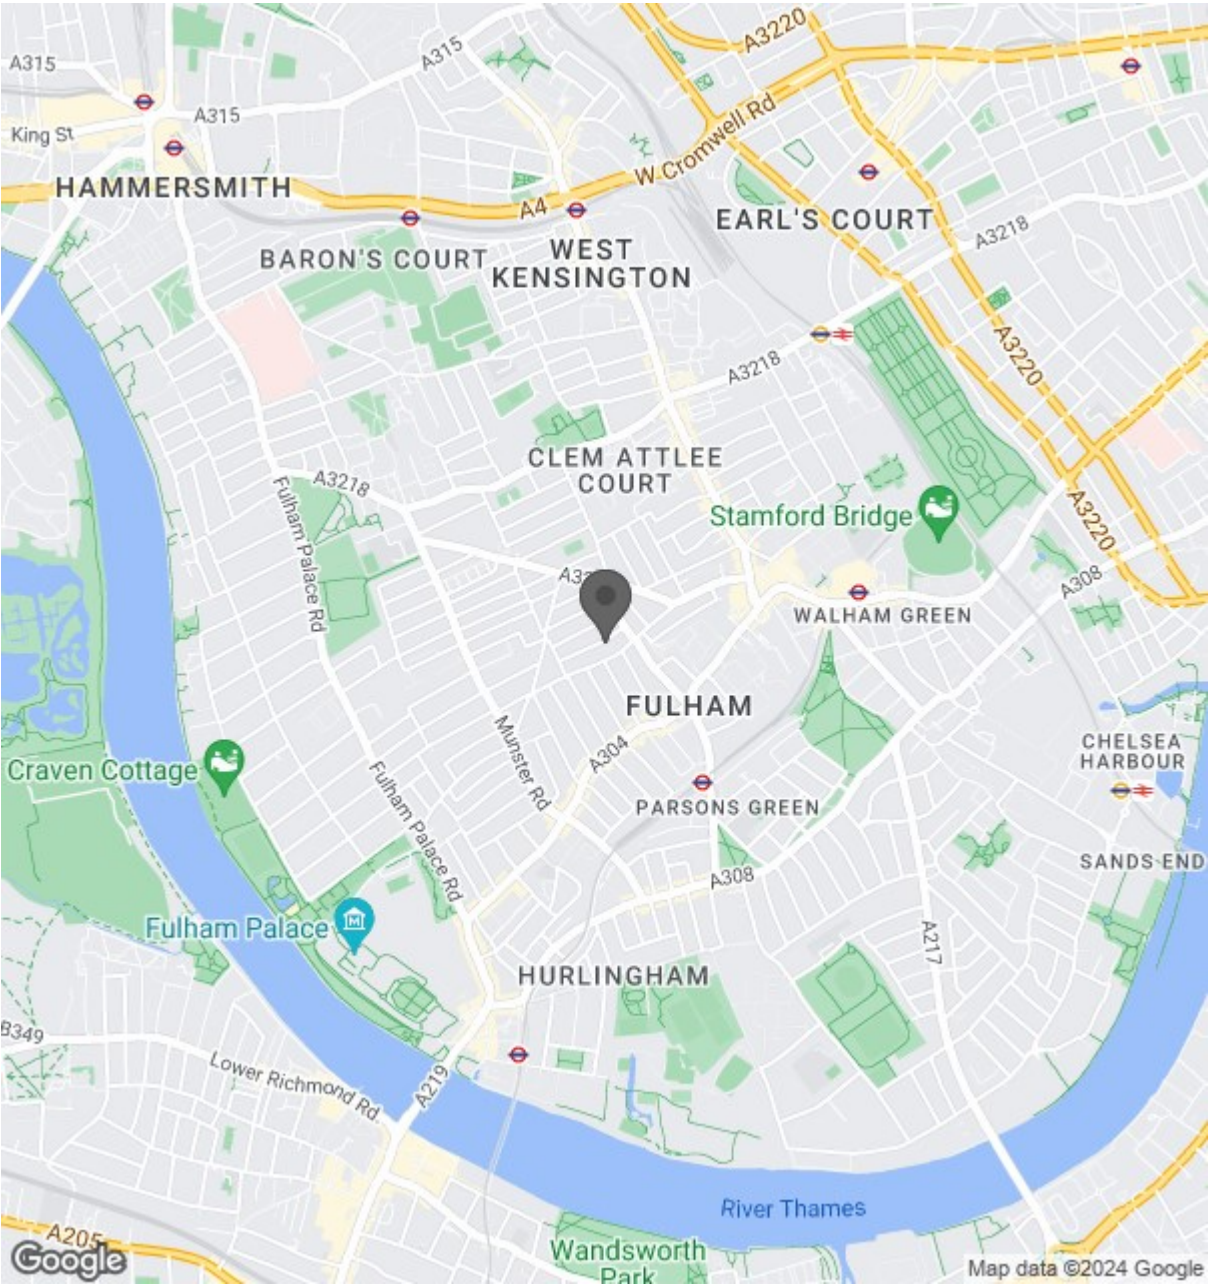 A3220
A315
A315
A315
King St
W Cromwell Rd
HAMMERSMITH
A4
EARL'S COURT
A3218
BARON'S COURT
WEST
KENSINGTON
A3220
A3218
CLEM ATTLEE
COURT
A3218
Fulham Palace Rd
Stamford Bridge
A3220
A308
WALHAM GREEN
FULHAM
Munster Rd
A304
CHELSEA
HARBOUR
Craven Cottage
Fulham Palace Rd
PARSONS GREEN
SANDS END
A308
Fulham Palace
M
A217
HURLINGHAM
B349
Lower Richmond Rd.
A219
River Thames
A205
Wandsworth
Park
Google
Map data ©2024 Google